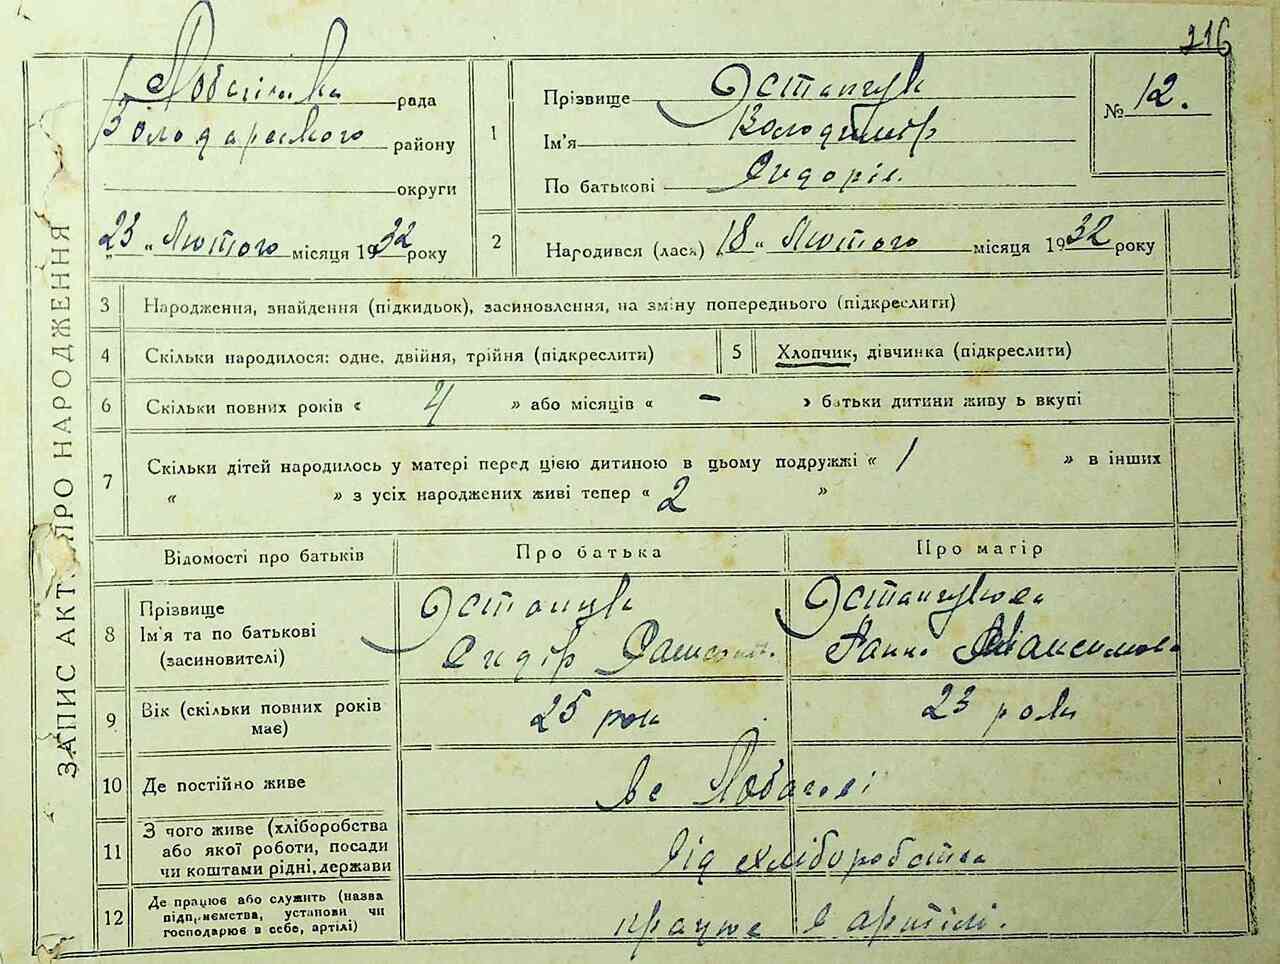 216
ЗАПИС АКТ ПРО НАРОДЖЕННЯ
рада
Володарського району
округи
23 „ Лютого місяця 1932 року
1
Прізвище Остапчук
Ім'я Володимир
По батькові Сидорів.
№ 12.
2
Народився (лась) 18 „ Лютого місяця 1932 року
3 Народження, знайдення (підкидьок), засиновлення, на зміну попереднього (підкреслити)
4 Скільки народилося: одне, двійня, трійня (підкреслити)
5 Хлопчик, дівчинка (підкреслити)
6 Скільки повних років « 4 » або місяців « – » батьки дитини живуть вкупі
7 Скільки дітей народилось у матері перед цією дитиною в цьому подружжі « 1 » в інших
« » з усіх народжених живі тепер « 2 »
Відомості про батьків
Про батька
Про матір
8 Прізвище
Ім'я та по батькові
(засиновителі)
Остапчук
Сидір
Остапчукова
Ганна Максимова
9 Вік (скільки повних років
має)
25 рок
23 роки
10 Де постійно живе
11 З чого живе (хліборобства
або якої роботи, посади
чи коштами рідні, держави
Від хліборобства
12 Де працює або служить (назва
підприємства, установи чи
господарює в себе, артілі)
працює в артілі.